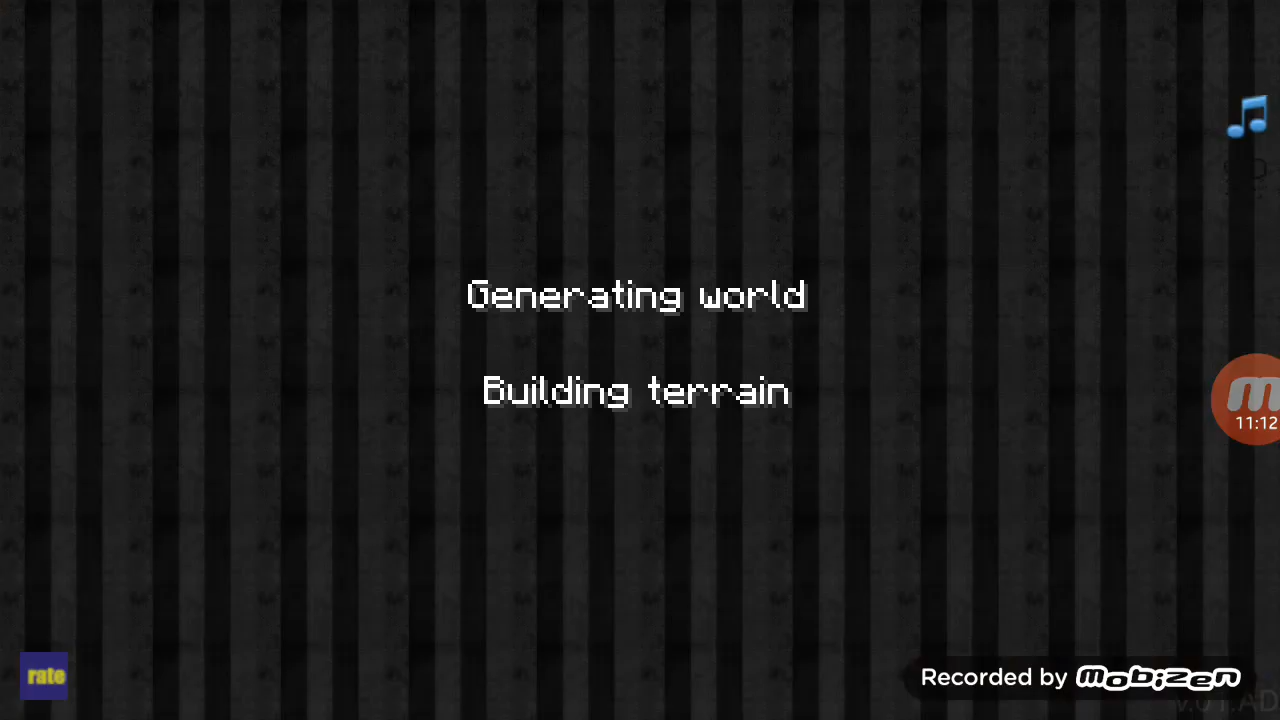 Generating world
Building terrain
11:12
rate
Recorded by mobizen